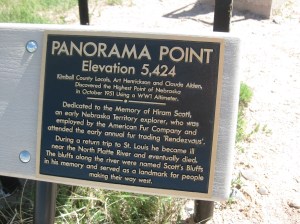 PANORAMA POINT
Elevation 5,424
Kimball County Locals, Art Henrickson and Claude Alden,
Discovered the Highest Point of Nebraska
in October 1951 Using a WW1 Altimeter.
Dedicated to the Memory of Hiram Scott,
an early Nebraska Territory explorer, who was
employed by the American Fur Company and
attended the early annual fur trading 'Rendezvous'.
During a return trip to St. Louis he became ill
near the North Platte River and eventually died.
The bluffs along the river were named Scott's Bluffs
in his memory and served as a landmark for people
making their way west.